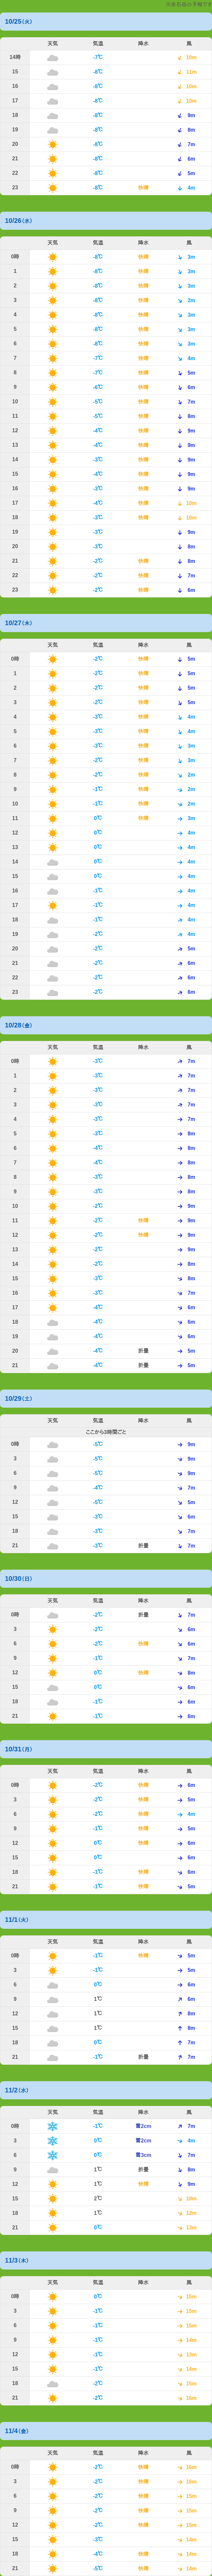 の予報です
10/25(火)
天気 気温 降水 風
14時 -7℃ 10m
15 -8℃ 11m
16 -8℃ 10m
17 -8℃ 10m
18 -8℃ 9m
19 -8℃ 8m
20 -8℃ 7m
21 -8℃ 6m
22 -8℃ 5m
23 -8℃ 快晴 4m
10/26(水)
天気 気温 降水 風
0時 -8℃ 快晴 3m
1 -8℃ 快晴 3m
2 -8℃ 快晴 3m
3 -8℃ 快晴 2m
4 -8℃ 快晴 3m
5 -8℃ 快晴 3m
6 -8℃ 快晴 3m
7 -7℃ 快晴 4m
8 -7℃ 快晴 5m
9 -6℃ 快晴 6m
10 -5℃ 快晴 7m
11 -5℃ 快晴 8m
12 -4℃ 快晴 9m
13 -4℃ 快晴 9m
14 -3℃ 快晴 9m
15 -4℃ 快晴 9m
16 -3℃ 快晴 9m
17 -4℃ 快晴 10m
18 -3℃ 快晴 10m
19 -3℃ 9m
20 -3℃ 8m
21 -2℃ 快晴 8m
22 -2℃ 快晴 7m
23 -2℃ 快晴 6m
10/27(木)
天気 気温 降水 風
0時 -2℃ 快晴 5m
1 -2℃ 快晴 5m
2 -2℃ 快晴 5m
3 -2℃ 快晴 5m
4 -3℃ 快晴 4m
5 -3℃ 快晴 4m
6 -3℃ 快晴 3m
7 -2℃ 快晴 3m
8 -2℃ 快晴 2m
9 -1℃ 快晴 2m
10 -1℃ 快晴 2m
11 0℃ 快晴 3m
12 0℃ 4m
13 0℃ 4m
14 0℃ 4m
15 0℃ 4m
16 -1℃ 4m
17 -1℃ 4m
18 -1℃ 4m
19 -2℃ 4m
20 -2℃ 5m
21 -2℃ 6m
22 -2℃ 6m
23 -2℃ 6m
10/28(金)
天気 気温 降水 風
0時 -3℃ 7m
1 -3℃ 7m
2 -3℃ 7m
3 -3℃ 7m
4 -3℃ 7m
5 -3℃ 8m
6 -4℃ 8m
7 -4℃ 8m
8 -3℃ 8m
9 -3℃ 8m
10 -2℃ 9m
11 -2℃ 快晴 9m
12 -2℃ 快晴 9m
13 -2℃ 9m
14 -2℃ 8m
15 -3℃ 8m
16 -3℃ 7m
17 -4℃ 6m
18 -4℃ 6m
19 -4℃ 6m
20 -4℃ 折畳 5m
21 -4℃ 折畳 5m
10/29(土)
天気 気温 降水 風
ここから3時間ごと
0時 -5℃ 9m
3 -5℃ 9m
6 -5℃ 9m
9 -4℃ 7m
12 -5℃ 5m
15 -3℃ 6m
18 -3℃ 7m
21 -3℃ 折畳 7m
10/30(日)
天気 気温 降水 風
0時 -2℃ 折畳 7m
3 -2℃ 6m
6 -2℃ 快晴 6m
9 -1℃ 7m
12 0℃ 快晴 8m
15 0℃ 6m
18 -1℃ 6m
21 -1℃ 6m
10/31(月)
天気 気温 降水 風
0時 -2℃ 快晴 6m
3 -2℃ 快晴 5m
6 -2℃ 快晴 4m
9 -1℃ 快晴 5m
12 0℃ 快晴 6m
15 0℃ 6m
18 -1℃ 快晴 6m
21 -1℃ 快晴 5m
11/1(火)
天気 気温 降水 風
0時 -1℃ 快晴 5m
3 -1℃ 5m
6 0℃ 6m
9 1℃ 6m
12 1℃ 8m
15 1℃ 8m
18 0℃ 7m
21 -1℃ 折畳 7m
11/2(水)
天気 気温 降水 風
0時 -1℃ 雪2cm 7m
3 0℃ 雪2cm 4m
6 0℃ 雪3cm 7m
9 1℃ 折畳 8m
12 1℃ 快晴 9m
15 2℃ 10m
18 1℃ 12m
21 0℃ 13m
11/3(木)
天気 気温 降水 風
0時 0℃ 15m
3 -1℃ 15m
6 -1℃ 15m
9 -1℃ 14m
12 -1℃ 13m
15 -1℃ 14m
18 -2℃ 15m
21 -2℃ 16m
11/4(金)
天気 気温 降水 風
0時 -2℃ 快晴 16m
3 -2℃ 快晴 16m
6 -2℃ 快晴 15m
9 -2℃ 快晴 15m
12 -2℃ 快晴 15m
15 -3℃ 14m
18 -4℃ 快晴 14m
21 -5℃ 快晴 14m